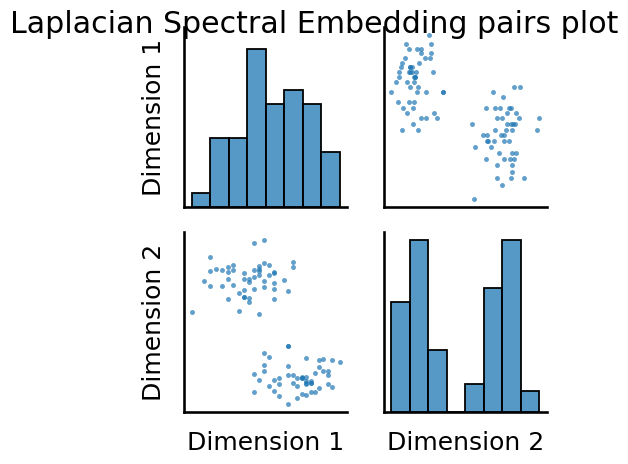 Laplacian Spectral Embedding pairs plot
Dimension 1
Dimension 2
Dimension 1
Dimension 2